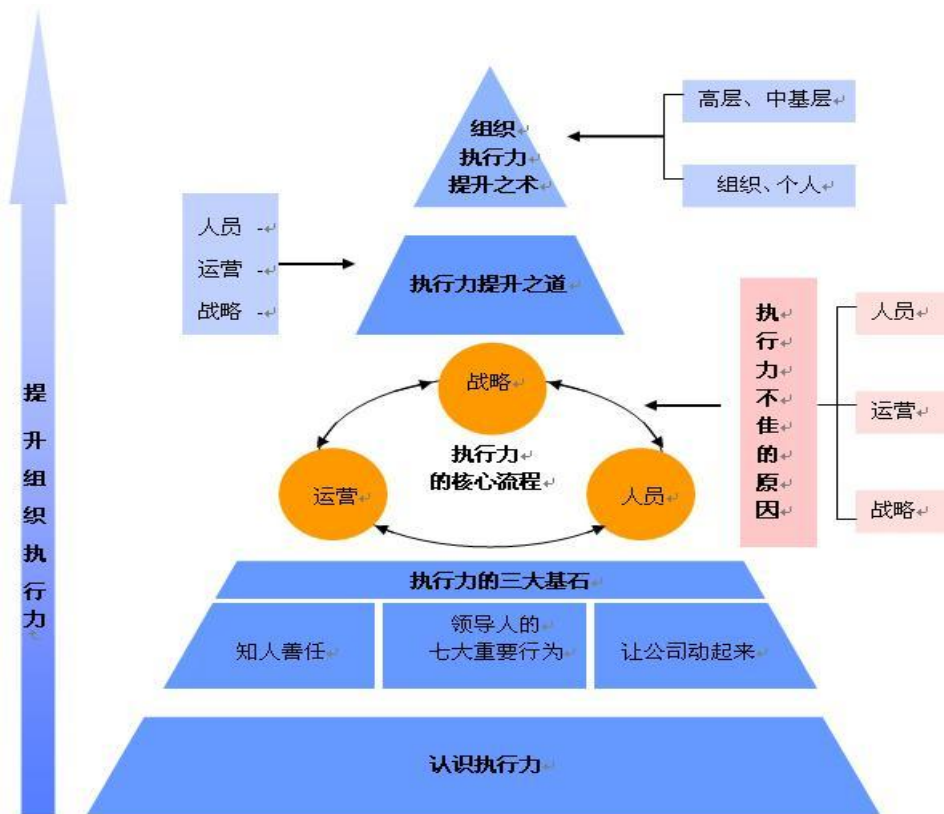 组织
执行力
提升之术
高层、中基层
组织、个人
人员 -
运营 -
战略 -
执行力提升之道
战略
运营
人员
执行力
的核心流程
执
行
力
不
佳
的
原
因
人员
运营
战略
执行力的三大基石
知人善任
领导人的
七大重要行为
让公司动起来
认识执行力
提
升
组
织
执
行
力